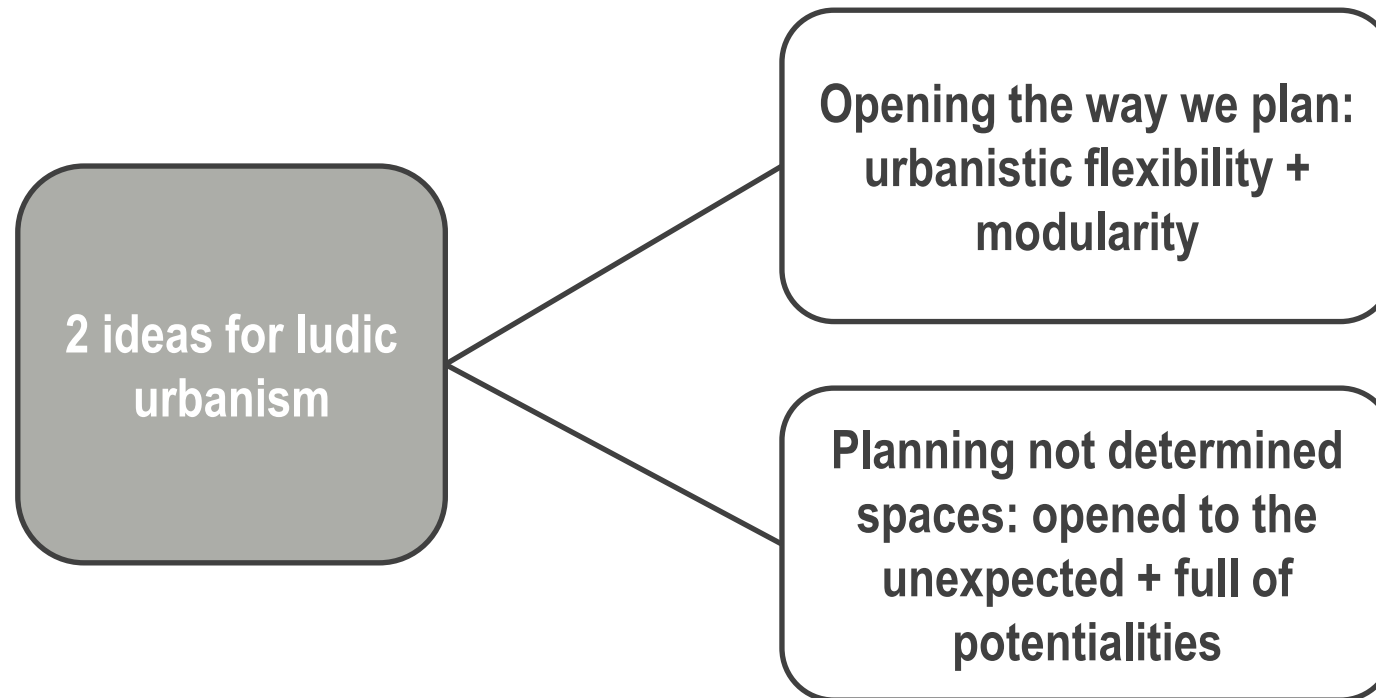 2 ideas for ludic
urbanism
Opening the way we plan:
urbanistic flexibility +
modularity
Planning not determined
spaces: opened to the
unexpected + full of
potentialities